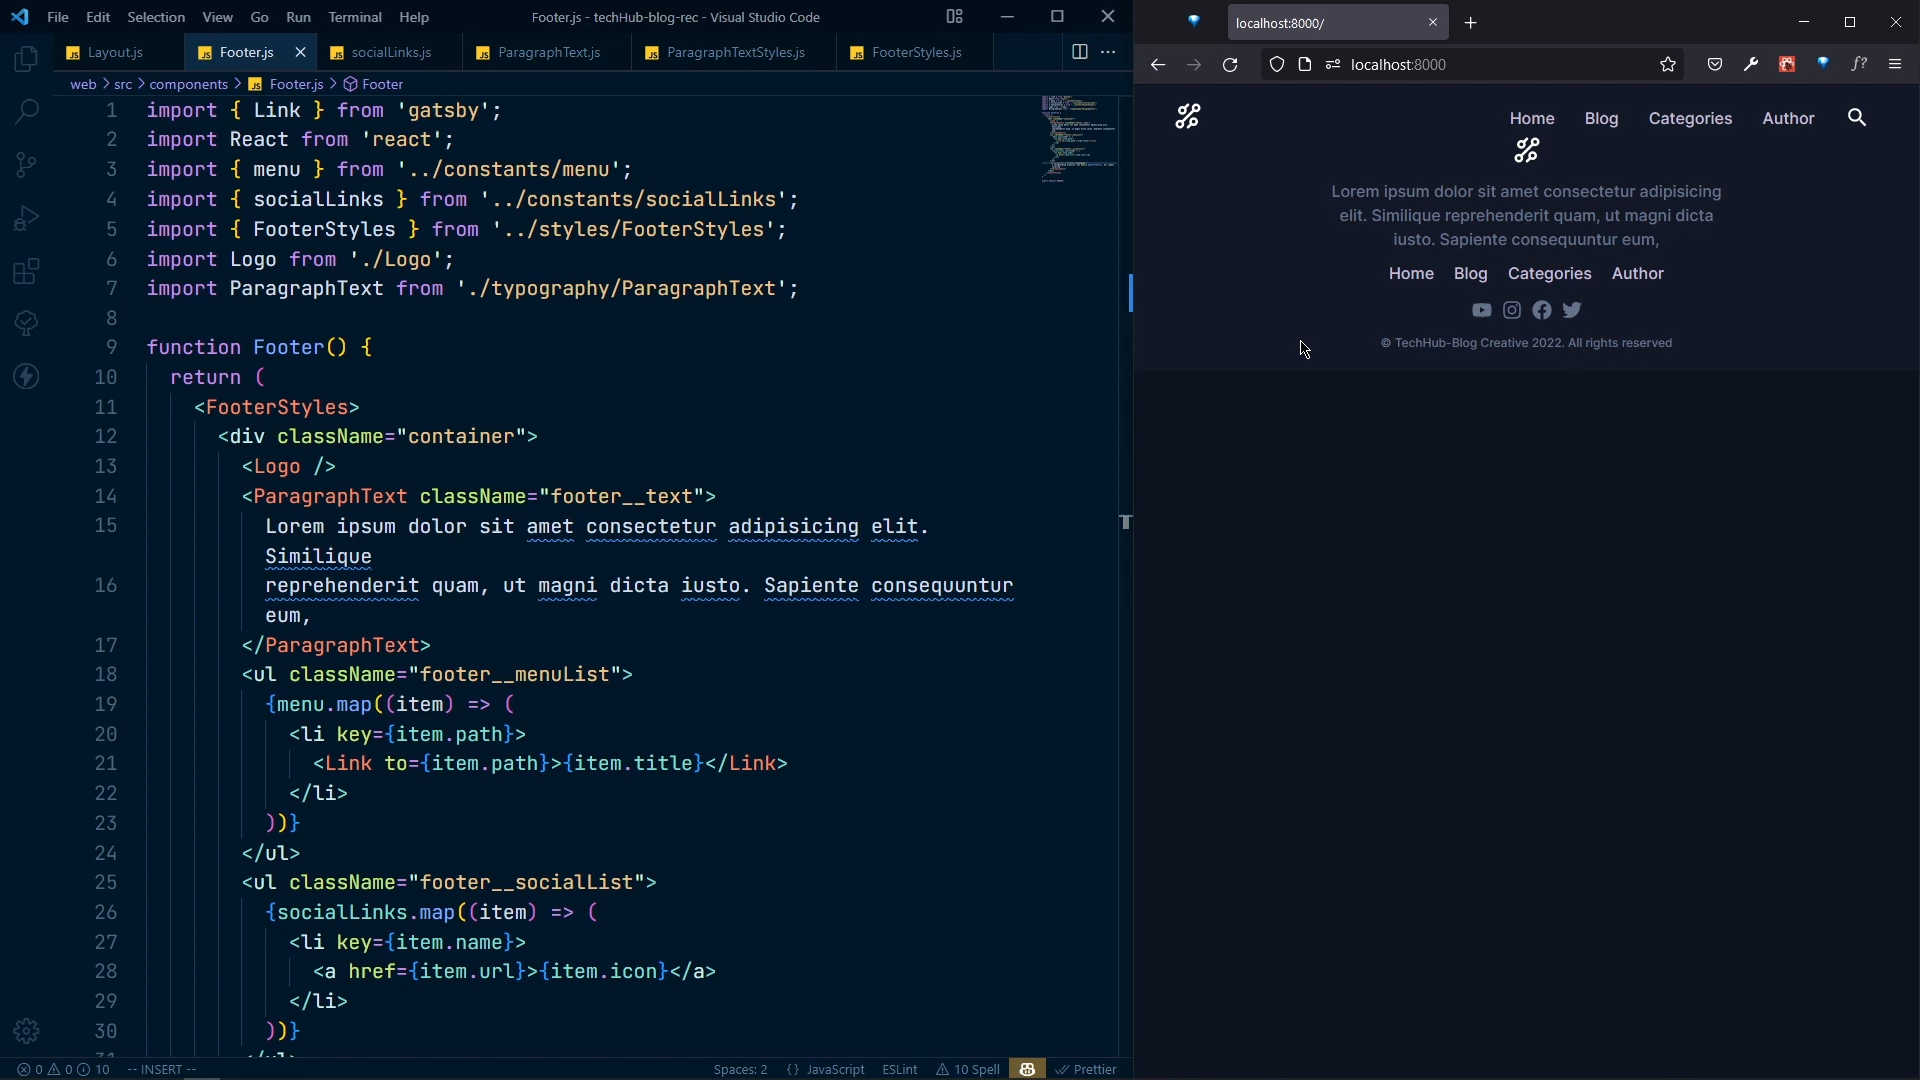 File Edit Selection View Go Run Terminal Help
Footer.js - techHub-blog-rec - Visual Studio Code
Layout.js Footer.js socialLinks.js ParagraphText.js ParagraphTextStyles.js FooterStyles.js
web > src > components > Footer.js > Footer
1 import { Link } from 'gatsby';
2 import React from 'react';
3 import { menu } from '../constants/menu';
4 import { socialLinks } from '../constants/socialLinks';
5 import { FooterStyles } from '../styles/FooterStyles';
6 import Logo from './Logo';
7 import ParagraphText from './typography/ParagraphText';
8
9 function Footer() {
10 return (
11 <FooterStyles>
12 <div className="container">
13 <Logo />
14 <ParagraphText className="footer__text">
15 Lorem ipsum dolor sit amet consectetur adipisicing elit.
Similique
16 reprehenderit quam, ut magni dicta iusto. Sapiente consequuntur
eum,
17 </ParagraphText>
18 <ul className="footer__menuList">
19 {menu.map((item) => (
20 <li key={item.path}>
21 <Link to={item.path}>{item.title}</Link>
22 </li>
23 ))}
24 </ul>
25 <ul className="footer__socialList">
26 {socialLinks.map((item) => (
27 <li key={item.name}>
28 <a href={item.url}>{item.icon}</a>
29 </li>
30 ))}
0 0 10 -- INSERT --
Spaces: 2 {} JavaScript ESLint 10 Spell Prettier
localhost:8000/
localhost:8000
Home Blog Categories Author
Lorem ipsum dolor sit amet consectetur adipisicing
elit. Similique reprehenderit quam, ut magni dicta
iusto. Sapiente consequuntur eum,
Home Blog Categories Author
© TechHub-Blog Creative 2022. All rights reserved